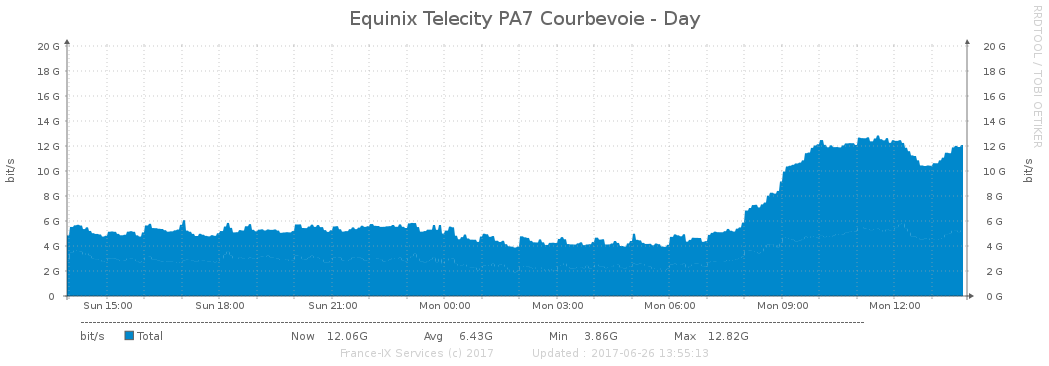 Equinix Telecity PA7 Courbevoie - Day
RRDTOOL / TOBI OETIKER
20 G 20 G
18 G 18 G
16 G 16 G
14 G 14 G
12 G 12 G
10 G 10 G
8 G 8 G
6 G 6 G
4 G 4 G
2 G 2 G
0 0 G
bit/s
bit/s
Sun 15:00 Sun 18:00 Sun 21:00 Mon 00:00 Mon 03:00 Mon 06:00 Mon 09:00 Mon 12:00
bit/s Total Now 12.06G Avg 6.43G Min 3.86G Max 12.82G
France-IX Services (c) 2017 Updated : 2017-06-26 13:55:13